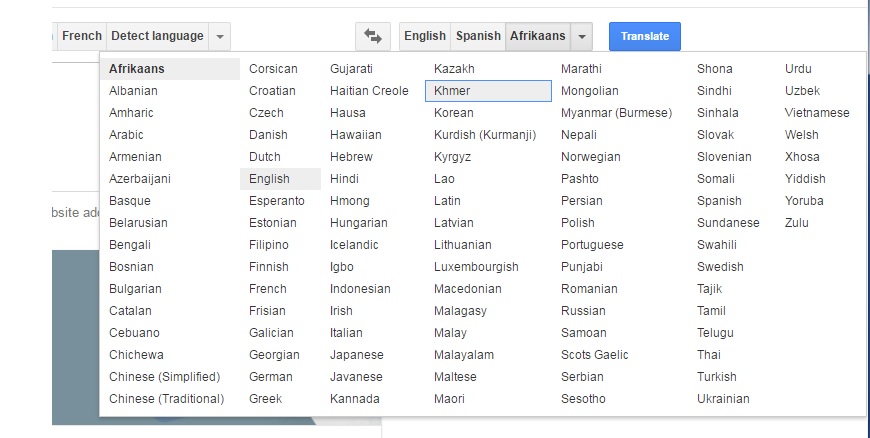 French Detect language English Spanish Afrikaans Translate
Afrikaans Corsican Gujarati Kazakh Marathi Shona Urdu
Albanian Croatian Haitian Creole Khmer Mongolian Sindhi Uzbek
Amharic Czech Hausa Korean Myanmar (Burmese) Sinhala Vietnamese
Arabic Danish Hawaiian Kurdish (Kurmanji) Nepali Slovak Welsh
Armenian Dutch Hebrew Kyrgyz Norwegian Slovenian Xhosa
Azerbaijani English Hindi Lao Pashto Somali Yiddish
Basque Esperanto Hmong Latin Persian Spanish Yoruba
Belarusian Estonian Hungarian Latvian Polish Sundanese Zulu
Bengali Filipino Icelandic Lithuanian Portuguese Swahili
Bosnian Finnish Igbo Luxembourgish Punjabi Swedish
Bulgarian French Indonesian Macedonian Romanian Tajik
Catalan Frisian Irish Malagasy Russian Tamil
Cebuano Galician Italian Malay Samoan Telugu
Chichewa Georgian Japanese Malayalam Scots Gaelic Thai
Chinese (Simplified) German Javanese Maltese Serbian Turkish
Chinese (Traditional) Greek Kannada Maori Sesotho Ukrainian